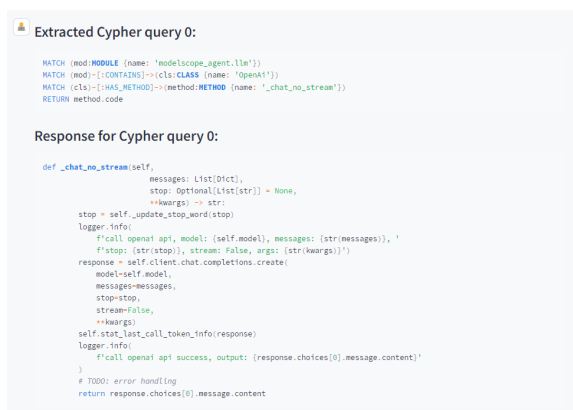 Extracted Cypher query 0:
MATCH (mod:MODULE {name: 'modelscope_agent.llm'})
MATCH (mod)-[:CONTAINS]->(cls:CLASS {name: 'OpenAi'})
MATCH (cls)-[:HAS_METHOD]->(method:METHOD {name: '_chat_no_stream'})
RETURN method.code
Response for Cypher query 0:
def _chat_no_stream(self,
                    messages: List[Dict],
                    stop: Optional[List[str]] = None,
                    **kwargs) -> str:
        stop = self._update_stop_word(stop)
        logger.info(
            f'call openai api, model: {self.model}, messages: {str(messages)}, '
            f'stop: {str(stop)}, stream: False, args: {str(kwargs)}')
        response = self.client.chat.completions.create(
            model=self.model,
            messages=messages,
            stop=stop,
            stream=False,
            **kwargs)
        self.stat_last_call_token_info(response)
        logger.info(
            f'call openai api success, output: {response.choices[0].message.content}'
        )
        # TODO: error handling
        return response.choices[0].message.content